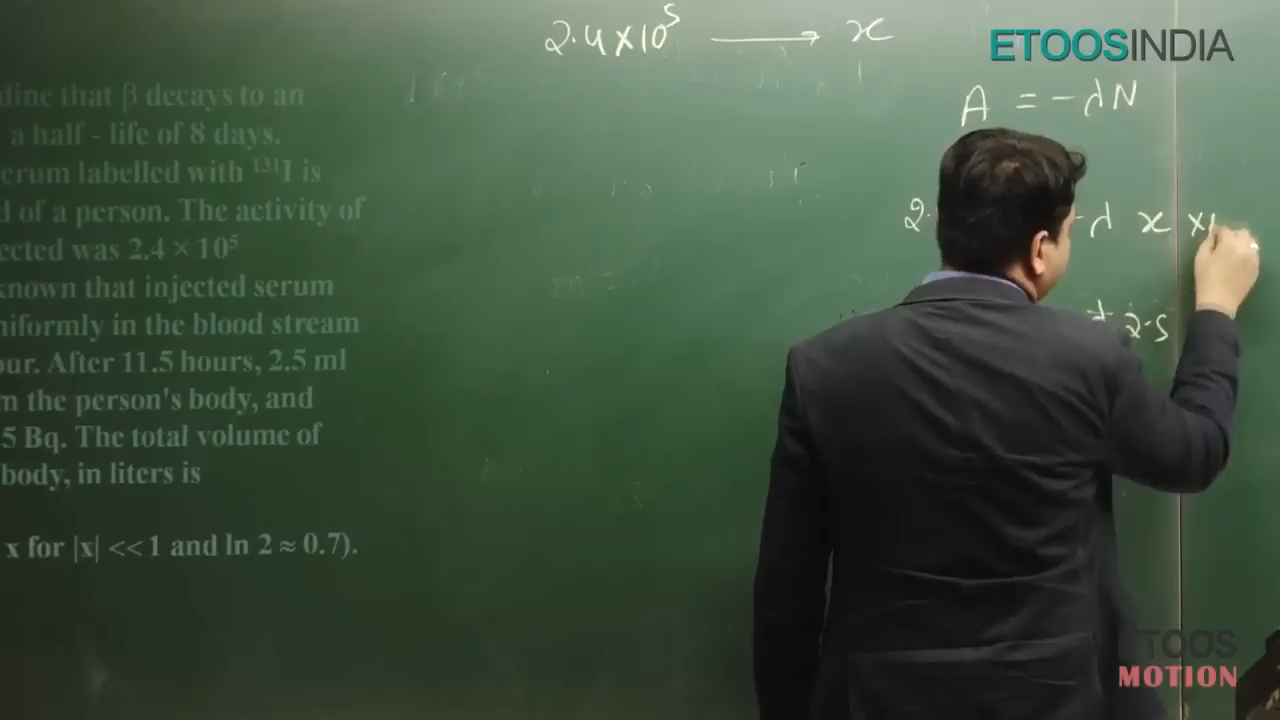 2.4×10⁵ → x
ETOOSINDIA
A = -λN
dine that β decays to an
a half - life of 8 days.
erum labelled with ¹³¹I is
d of a person. The activity of
ected was 2.4 × 10⁵
known that injected serum
niformly in the blood stream
our. After 11.5 hours, 2.5 ml
m the person's body, and
5 Bq. The total volume of
body, in liters is
x for |x| << 1 and ln 2 ≈ 0.7).
2. -λ x ×
2.5
ETOOS
MOTION